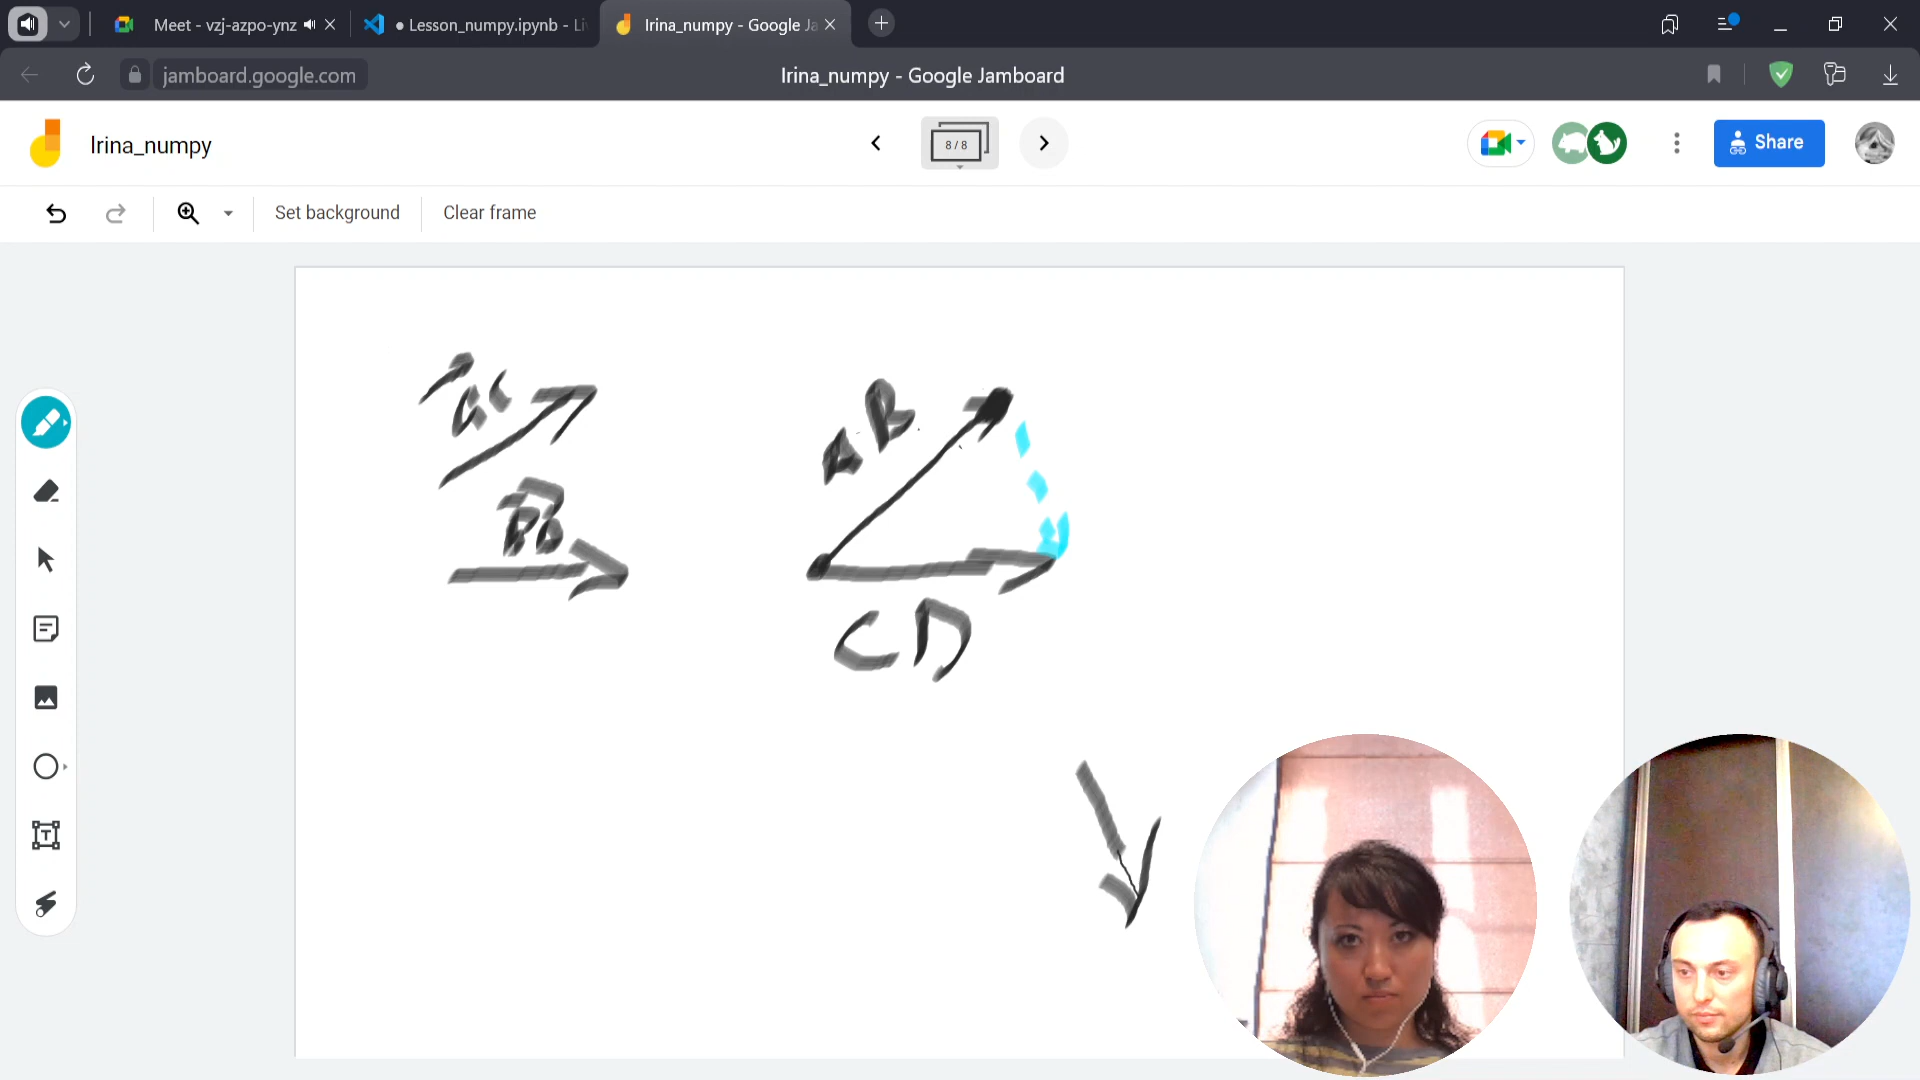 Meet - vzj-azpo-ynz
● Lesson_numpy.ipynb - Li
Irina_numpy - Google Ja
jamboard.google.com
Irina_numpy - Google Jamboard
Irina_numpy
8 / 8
Share
Set background
Clear frame
AB
CD
T